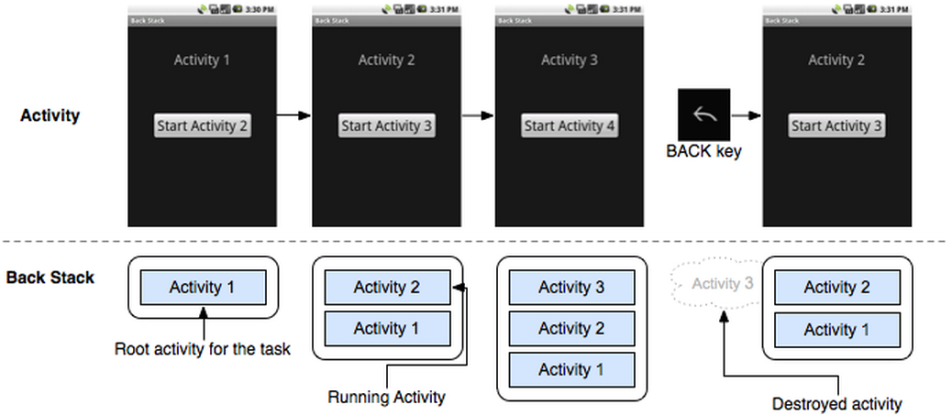 3:30 PM
Back Stack
Activity 1
Start Activity 2
3:31 PM
Back Stack
Activity 2
Start Activity 3
3:31 PM
Back Stack
Activity 3
Start Activity 4
BACK key
3:31 PM
Back Stack
Activity 2
Start Activity 3
Activity
Back Stack
Activity 1
Root activity for the task
Activity 2
Activity 1
Running Activity
Activity 3
Activity 2
Activity 1
Activity 3
Activity 2
Activity 1
Destroyed activity